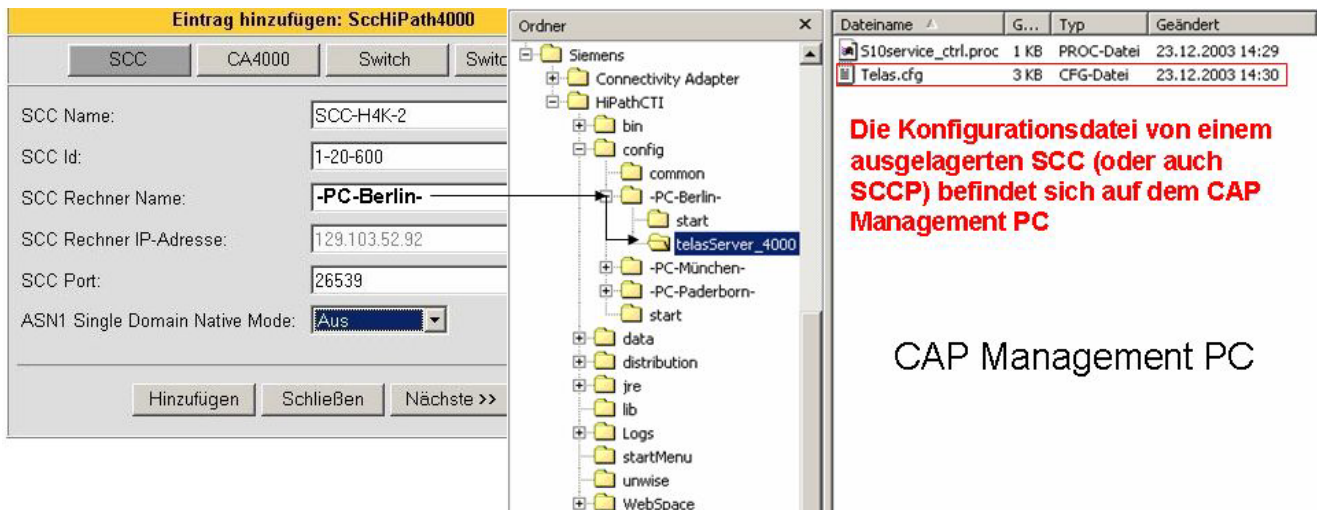 Eintrag hinzufügen: SccHiPath4000
SCC
CA4000
Switch
Switc
SCC Name:
SCC-H4K-2
SCC Id:
1-20-600
SCC Rechner Name:
-PC-Berlin-
SCC Rechner IP-Adresse:
129.103.52.92
SCC Port:
26539
ASN1 Single Domain Native Mode:
Aus
Hinzufügen
Schließen
Nächste >>
Ordner
Siemens
Connectivity Adapter
HiPathCTI
bin
config
common
-PC-Berlin-
start
telasServer_4000
-PC-München-
-PC-Paderborn-
start
data
distribution
jre
lib
Logs
startMenu
unwise
WebSpace
Dateiname G... Typ Geändert
S10service_ctrl.proc 1 KB PROC-Datei 23.12.2003 14:29
Telas.cfg 3 KB CFG-Datei 23.12.2003 14:30
Die Konfigurationsdatei von einem
ausgelagerten SCC (oder auch
SCCP) befindet sich auf dem CAP
Management PC
CAP Management PC